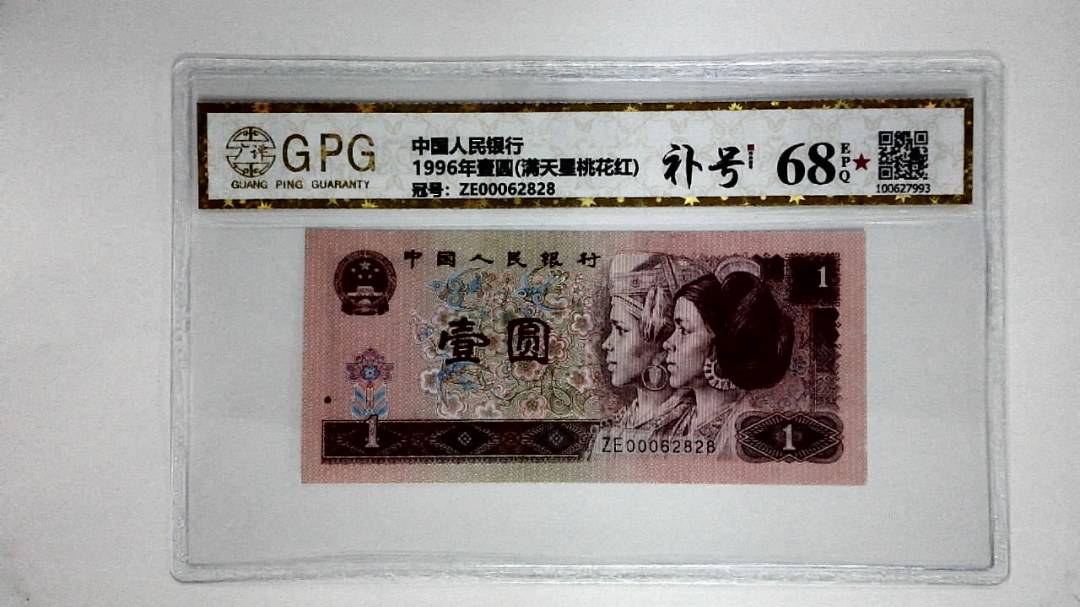 GPG
GUANG PING GUARANTY
中国人民银行
1996年壹圆(满天星桃花红)
冠号：ZE00062828
补号
68
EPQ
100627993
中国人民银行
壹圆
1
1
ZE00062828
1